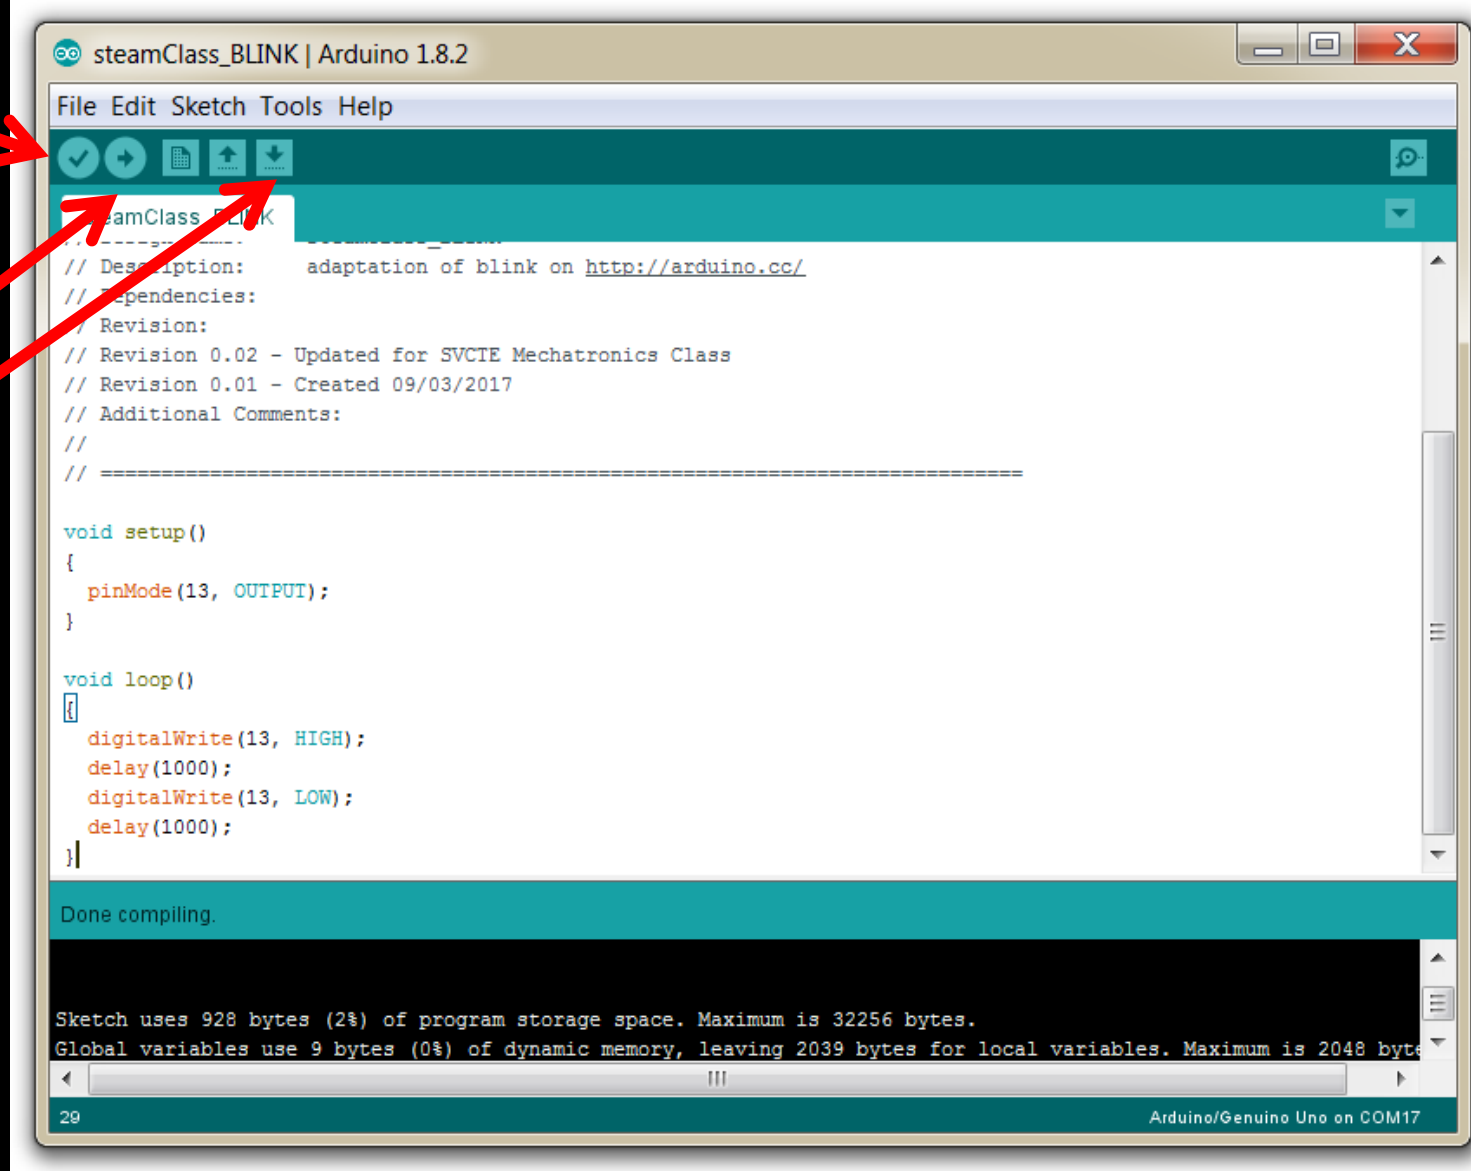 steamClass_BLINK | Arduino 1.8.2
File Edit Sketch Tools Help
steamClass_BLINK
// Description:     adaptation of blink on http://arduino.cc/
// Dependencies:
// Revision:
// Revision 0.02 - Updated for SVCTE Mechatronics Class
// Revision 0.01 - Created 09/03/2017
// Additional Comments:
//
// ============================================================================
void setup()
{
  pinMode(13, OUTPUT);
}
void loop()
{
  digitalWrite(13, HIGH);
  delay(1000);
  digitalWrite(13, LOW);
  delay(1000);
}
Done compiling.
Sketch uses 928 bytes (2%) of program storage space. Maximum is 32256 bytes.
Global variables use 9 bytes (0%) of dynamic memory, leaving 2039 bytes for local variables. Maximum is 2048 byte
29
Arduino/Genuino Uno on COM17